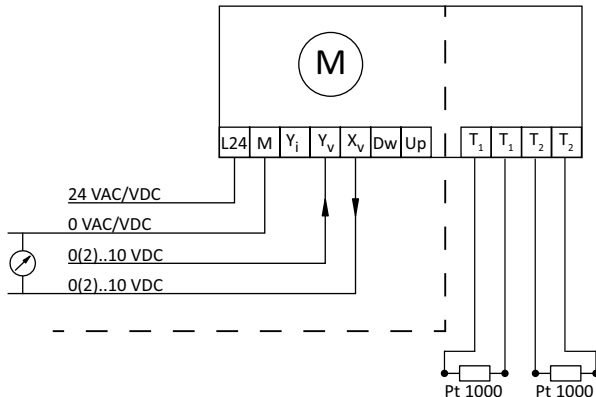 M
L24 M Yi Yv Xv Dw Up T1 T1 T2 T2
24 VAC/VDC
0 VAC/VDC
0(2)..10 VDC
0(2)..10 VDC
Pt 1000 Pt 1000